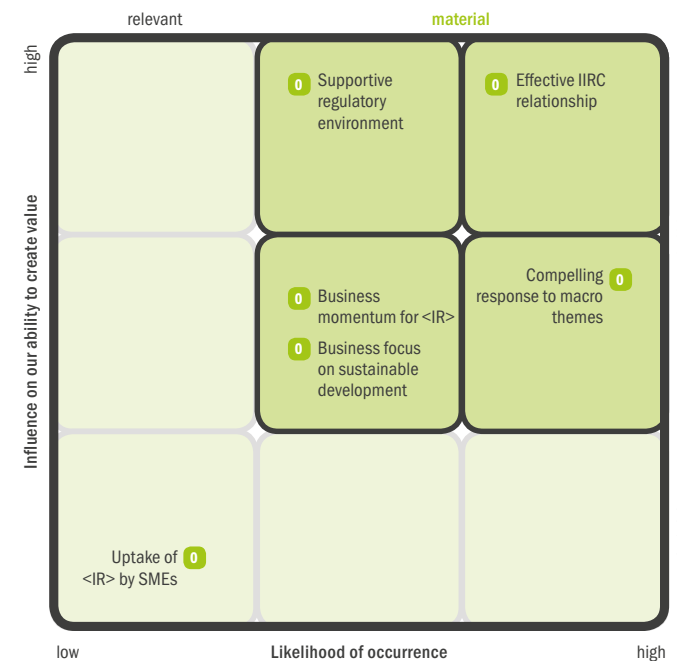 relevant
material
high
Influence on our ability to create value
0 Supportive
regulatory
environment
0 Effective IIRC
relationship
0 Business
momentum for <IR>
0 Business focus
on sustainable
development
Compelling 0
response to macro
themes
Uptake of 0
<IR> by SMEs
low
Likelihood of occurrence
high